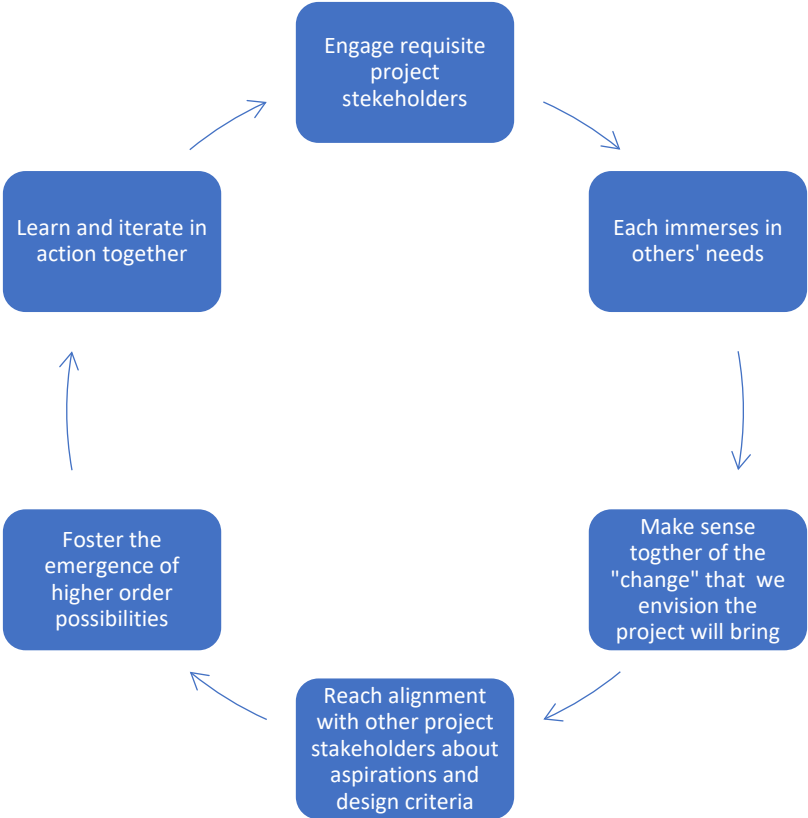 Engage requisite
project
stekeholders
Each immerses in
others' needs
Make sense
togther of the
"change" that  we
envision the
project will bring
Reach alignment
with other project
stakeholders about
aspirations and
design criteria
Foster the
emergence of
higher order
possibilities
Learn and iterate in
action together